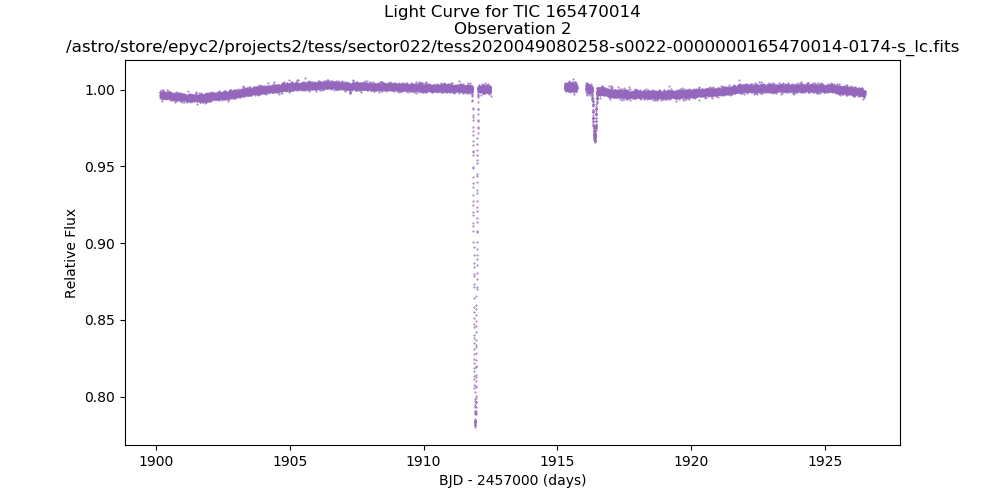 Light Curve for TIC 165470014
Observation 2
/astro/store/epyc2/projects2/tess/sector022/tess2020049080258-s0022-0000000165470014-0174-s_lc.fits
Relative Flux
1.00
0.95
0.90
0.85
0.80
1900
1905
1910
1915
1920
1925
BJD - 2457000 (days)